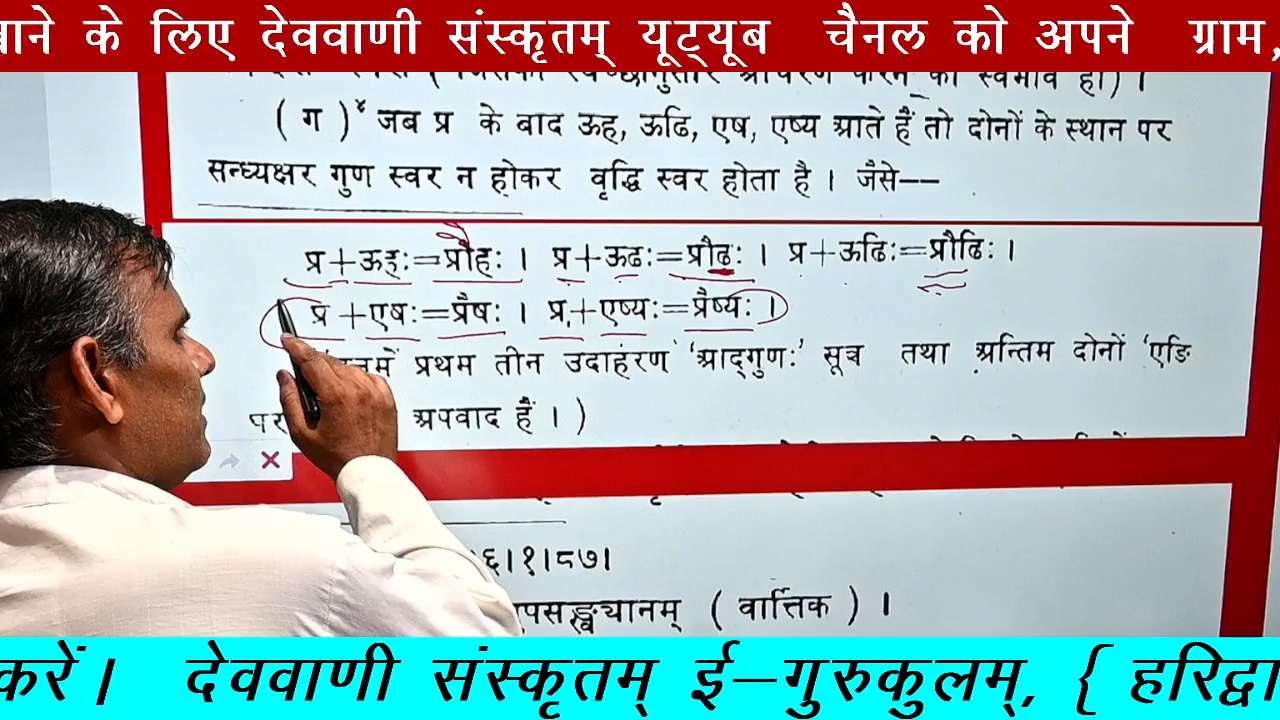 के लिए देववाणी संस्कृतम् यूट्यूब चैनल को अपने ग्राम,
( ग )४ जब प्र के बाद ऊह, ऊढि, एष, एष्य आते हैं तो दोनों के स्थान पर
सन्ध्यक्षर गुण स्वर न होकर वृद्धि स्वर होता है । जैसे--
प्र+ऊहः=प्रौहः । प्र+ऊढः=प्रौढः । प्र+ऊढिः=प्रौढिः ।
प्र+एषः=प्रैषः । प्र+एष्यः=प्रैष्यः ।
प्रथम तीन उदाहरण 'आद्गुणः' सूत्र तथा अन्तिम दोनों 'एङि
पर अपवाद हैं । )
६।१।८७।
( वार्त्तिक ) ।
करें। देववाणी संस्कृतम् ई-गुरुकुलम्, {